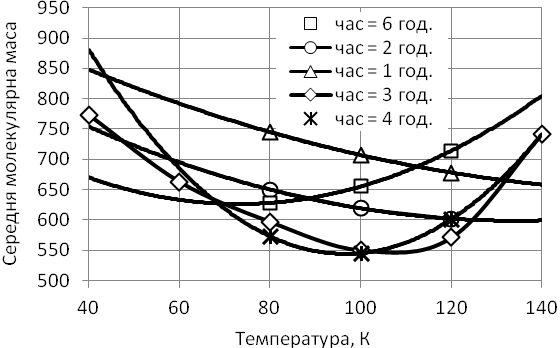 950
900
850
800
750
700
650
600
550
500
Середня молекулярна маса
час = 6 год.
час = 2 год.
час = 1 год.
час = 3 год.
час = 4 год.
40 60 80 100 120 140
Температура, К